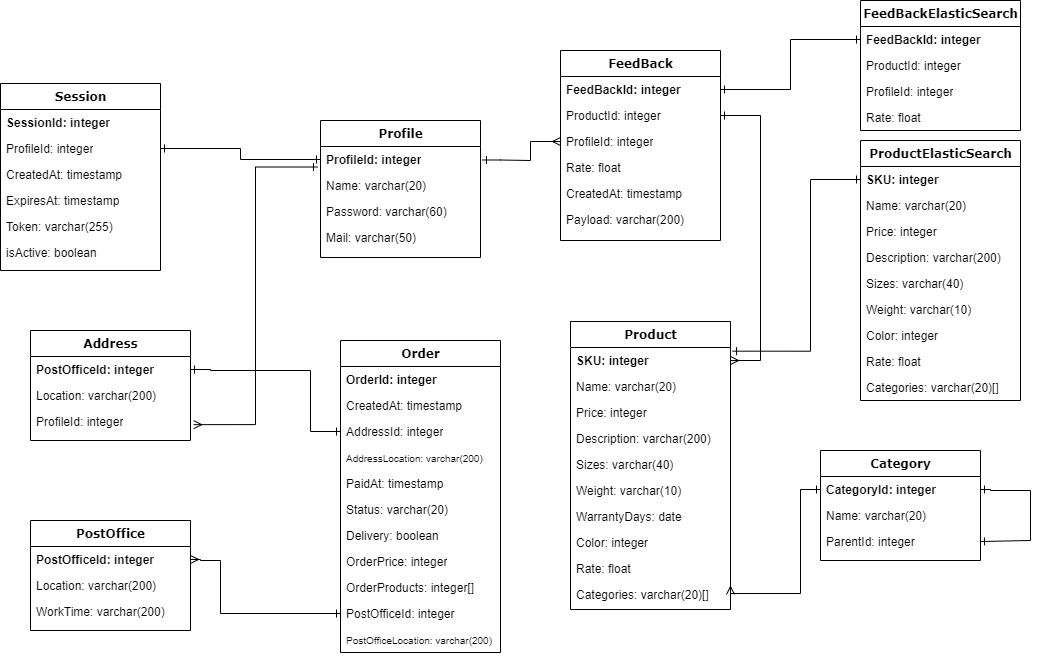 Session
SessionId: integer
ProfileId: integer
CreatedAt: timestamp
ExpiresAt: timestamp
Token: varchar(255)
isActive: boolean
Profile
ProfileId: integer
Name: varchar(20)
Password: varchar(60)
Mail: varchar(50)
FeedBack
FeedBackId: integer
ProductId: integer
ProfileId: integer
Rate: float
CreatedAt: timestamp
Payload: varchar(200)
FeedBackElasticSearch
FeedBackId: integer
ProductId: integer
ProfileId: integer
Rate: float
ProductElasticSearch
SKU: integer
Name: varchar(20)
Price: integer
Description: varchar(200)
Sizes: varchar(40)
Weight: varchar(10)
Color: integer
Rate: float
Categories: varchar(20)[]
Address
PostOfficeId: integer
Location: varchar(200)
ProfileId: integer
Order
OrderId: integer
CreatedAt: timestamp
AddressId: integer
AddressLocation: varchar(200)
PaidAt: timestamp
Status: varchar(20)
Delivery: boolean
OrderPrice: integer
OrderProducts: integer[]
PostOfficeId: integer
PostOfficeLocation: varchar(200)
Product
SKU: integer
Name: varchar(20)
Price: integer
Description: varchar(200)
Sizes: varchar(40)
Weight: varchar(10)
WarrantyDays: date
Color: integer
Rate: float
Categories: varchar(20)[]
Category
CategoryId: integer
Name: varchar(20)
ParentId: integer
PostOffice
PostOfficeId: integer
Location: varchar(200)
WorkTime: varchar(200)